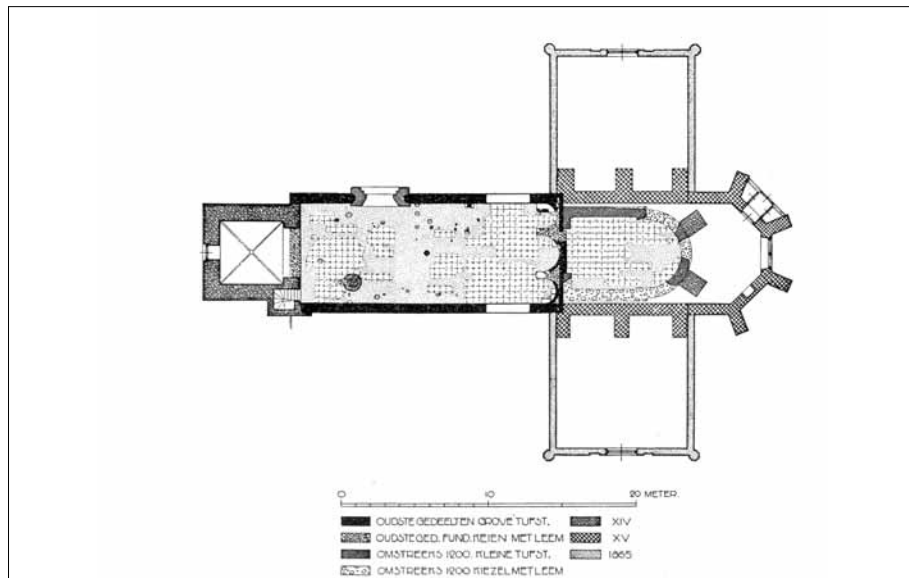 0 10 20 METER.
OUDSTE GEDEELTEN GROVE TUFST.
OUDSTE GED. FUND. KEIEN MET LEEM
OMSTREEKS 1200. KLEINE TUFST.
OMSTREEKS 1200 KIEZEL MET LEEM
XIV
XV
1865